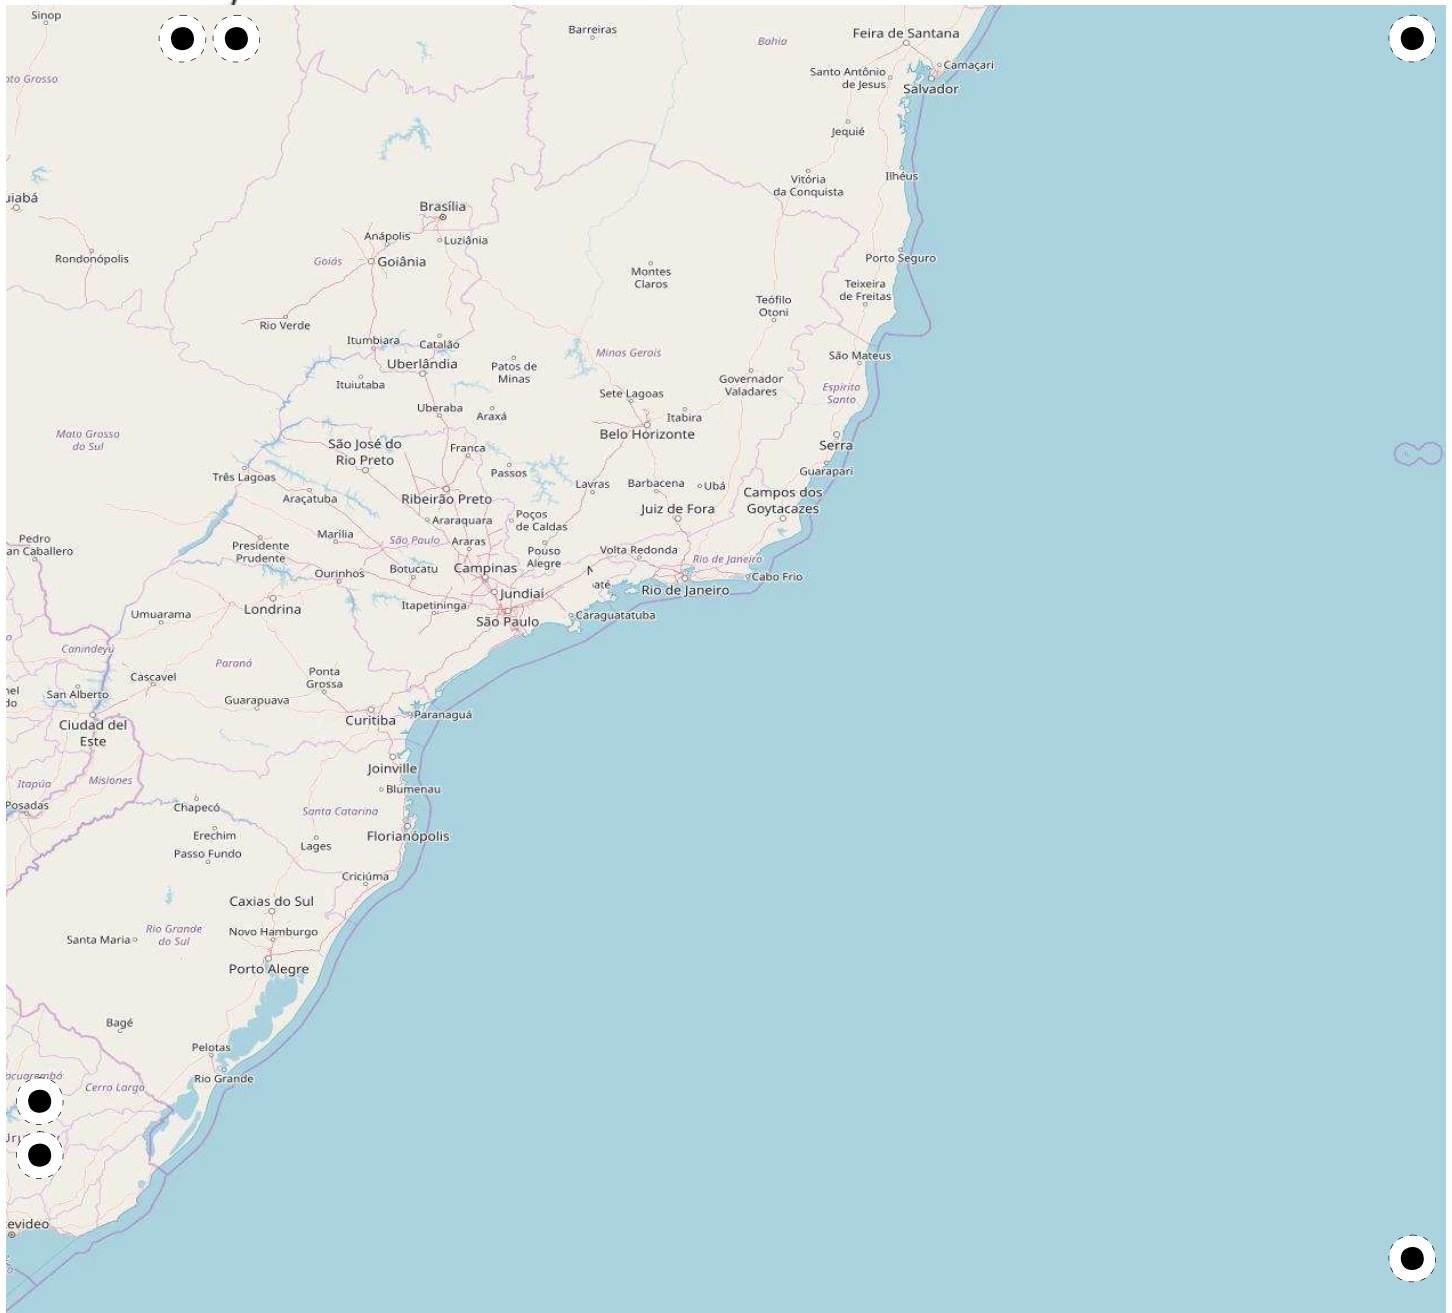 Sinop
Barreiras
Bahia
Feira de Santana
Camaçari
Santo Antônio
de Jesus
Salvador
Jequié
Vitória
da Conquista
Ilhéus
Brasília
Anápolis
Luziânia
Goiás
Goiânia
Rondonópolis
Montes
Claros
Porto Seguro
Teixeira
de Freitas
Teófilo
Otoni
Rio Verde
Itumbiara
Catalão
Uberlândia
Patos de
Minas
Minas Gerais
São Mateus
Ituiutaba
Governador
Valadares
Espírito
Santo
Sete Lagoas
Uberaba
Araxá
Itabira
Belo Horizonte
Mato Grosso
do Sul
São José do
Rio Preto
Franca
Serra
Guarapari
Três Lagoas
Passos
Lavras
Barbacena
Ubá
Campos dos
Goytacazes
Araçatuba
Ribeirão Preto
Juiz de Fora
Araraquara
Poços
de Caldas
Marília
São Paulo
Araras
Pedro
an Caballero
Presidente
Prudente
Pouso
Alegre
Volta Redonda
Rio de Janeiro
Ourinhos
Botucatu
Campinas
Cabo Frio
Jundiaí
até
Rio de Janeiro
Londrina
Itapetininga
Umuarama
São Paulo
Caraguatatuba
Canindeyú
Paraná
Cascavel
Ponta
Grossa
San Alberto
Guarapuava
Ciudad del
Este
Curitiba
Paranaguá
Joinville
Itapúa
Misiones
Blumenau
Posadas
Chapecó
Santa Catarina
Erechim
Lages
Florianópolis
Passo Fundo
Criciúma
Caxias do Sul
Santa Maria
Rio Grande
do Sul
Novo Hamburgo
Porto Alegre
Bagé
Pelotas
Rio Grande
Cerro Largo
evideo